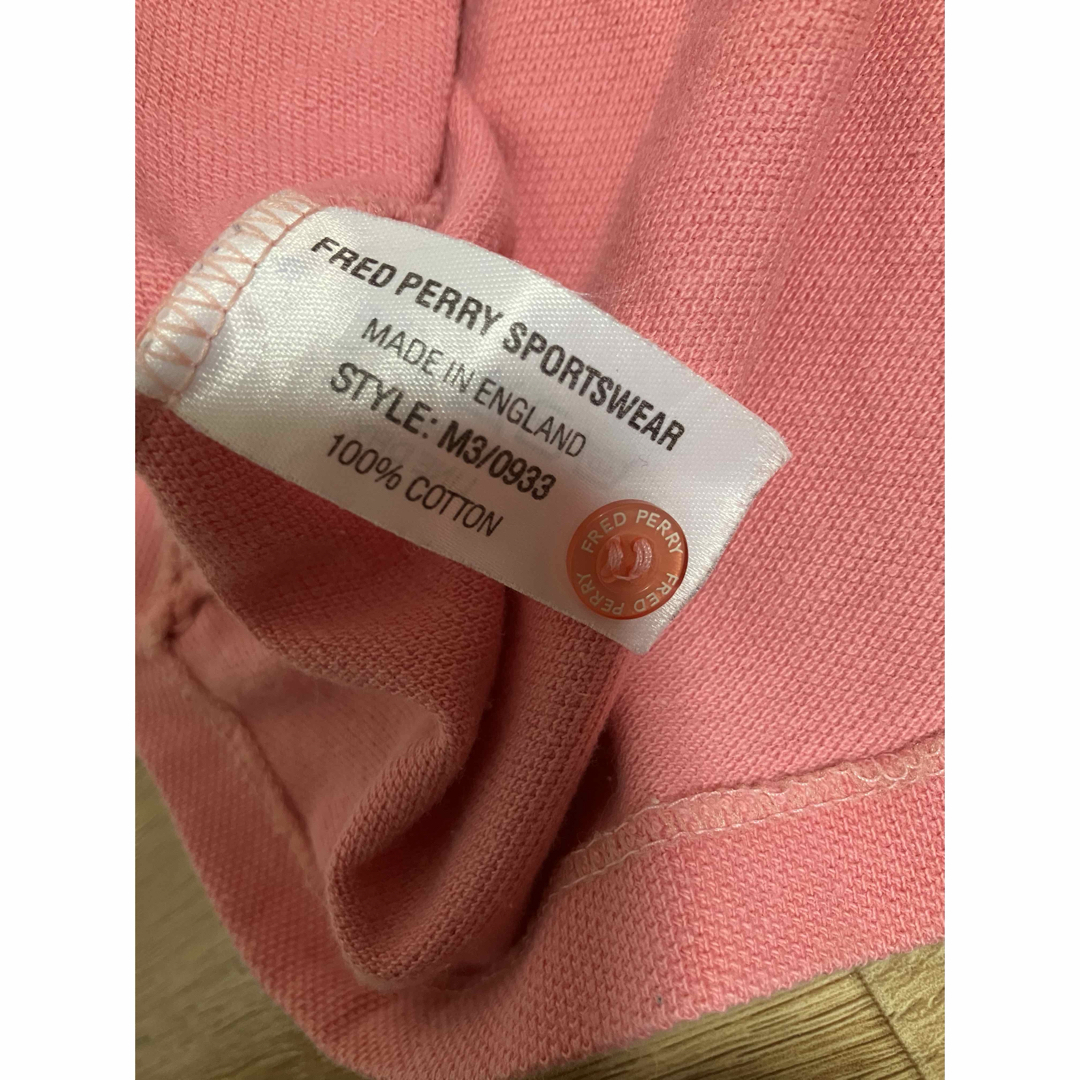 FRED PERRY SPORTSWEAR
MADE IN ENGLAND
STYLE: M3/0933
100% COTTON
FRED PERRY FRED PERRY